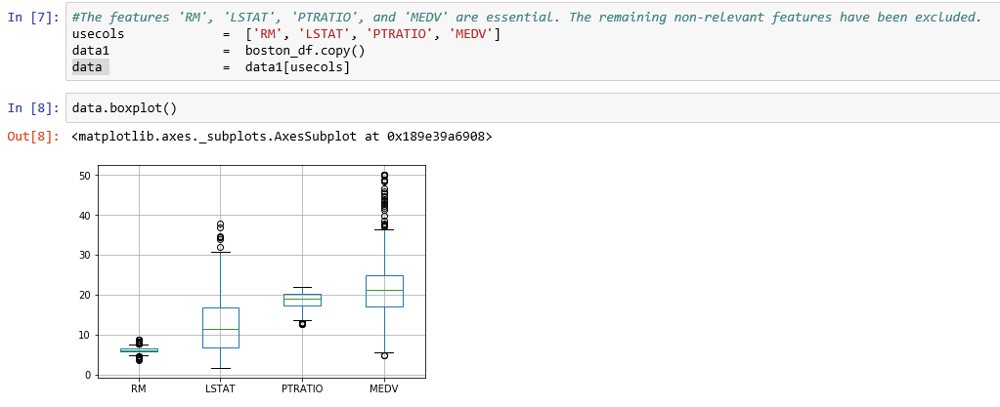 In [7]: #The features 'RM', 'LSTAT', 'PTRATIO', and 'MEDV' are essential. The remaining non-relevant features have been excluded.
usecols = ['RM', 'LSTAT', 'PTRATIO', 'MEDV']
data1 = boston_df.copy()
data = data1[usecols]
In [8]: data.boxplot()
Out[8]: <matplotlib.axes._subplots.AxesSubplot at 0x189e39a6908>
50
40
30
20
10
0
RM LSTAT PTRATIO MEDV